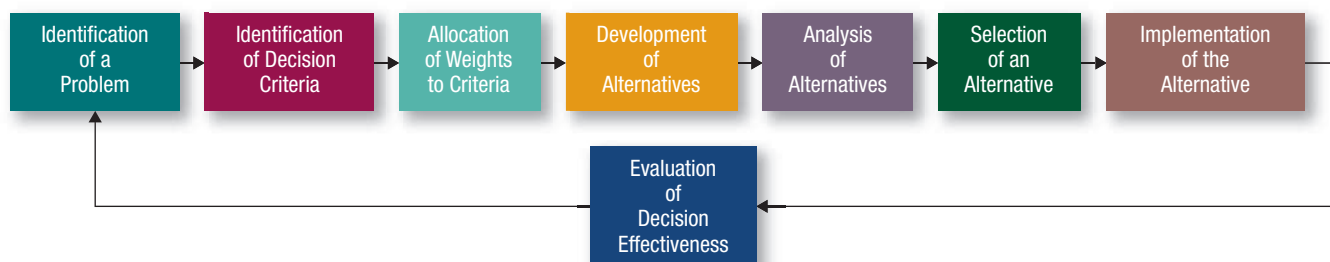 Identification
of a
Problem
Identification
of Decision
Criteria
Allocation
of Weights
to Criteria
Development
of
Alternatives
Analysis
of
Alternatives
Selection
of an
Alternative
Implementation
of the
Alternative
Evaluation
of
Decision
Effectiveness